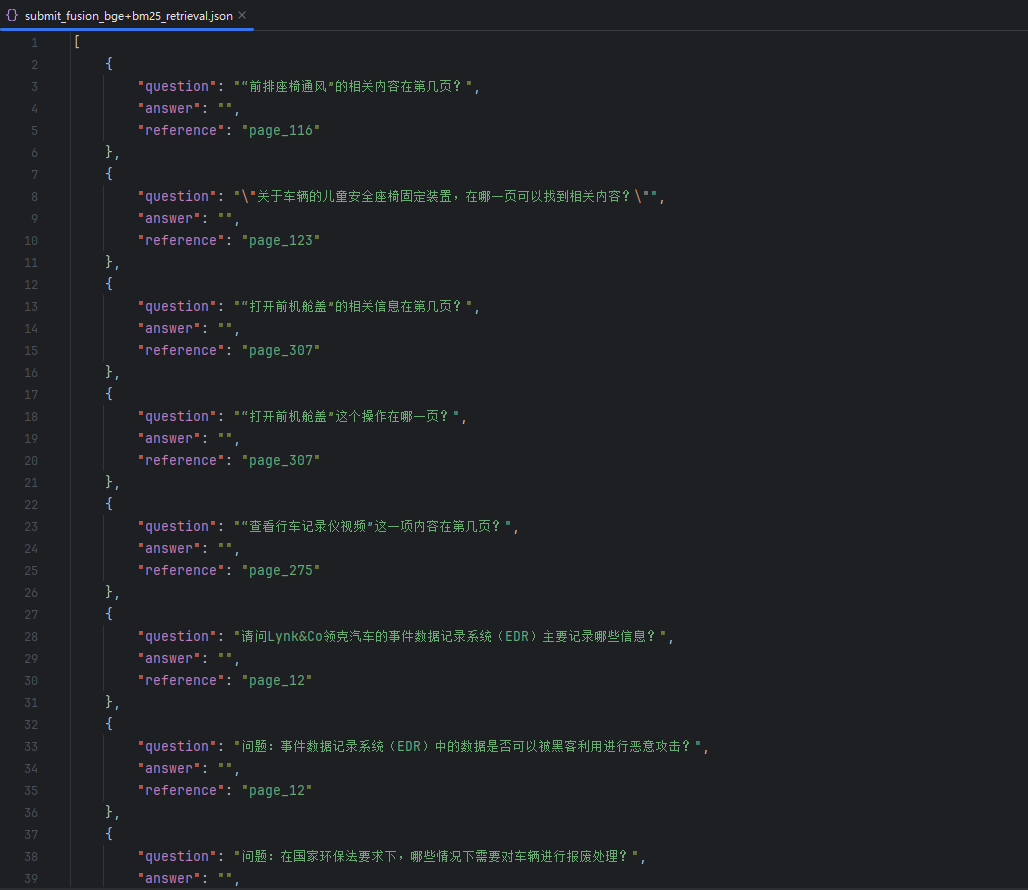 {} submit_fusion_bge+bm25_retrieval.json ×
1 [
2 {
3 "question": "“前排座椅通风”的相关内容在第几页？",
4 "answer": "",
5 "reference": "page_116"
6 },
7 {
8 "question": "\"关于车辆的儿童安全座椅固定装置，在哪一页可以找到相关内容？\"",
9 "answer": "",
10 "reference": "page_123"
11 },
12 {
13 "question": "“打开前机舱盖”的相关信息在第几页？",
14 "answer": "",
15 "reference": "page_307"
16 },
17 {
18 "question": "“打开前机舱盖”这个操作在哪一页？",
19 "answer": "",
20 "reference": "page_307"
21 },
22 {
23 "question": "“查看行车记录仪视频”这一项内容在第几页？",
24 "answer": "",
25 "reference": "page_275"
26 },
27 {
28 "question": "请问Lynk&Co领克汽车的事件数据记录系统（EDR）主要记录哪些信息？",
29 "answer": "",
30 "reference": "page_12"
31 },
32 {
33 "question": "问题：事件数据记录系统（EDR）中的数据是否可以被黑客利用进行恶意攻击？",
34 "answer": "",
35 "reference": "page_12"
36 },
37 {
38 "question": "问题：在国家环保法要求下，哪些情况下需要对车辆进行报废处理？",
39 "answer": "",